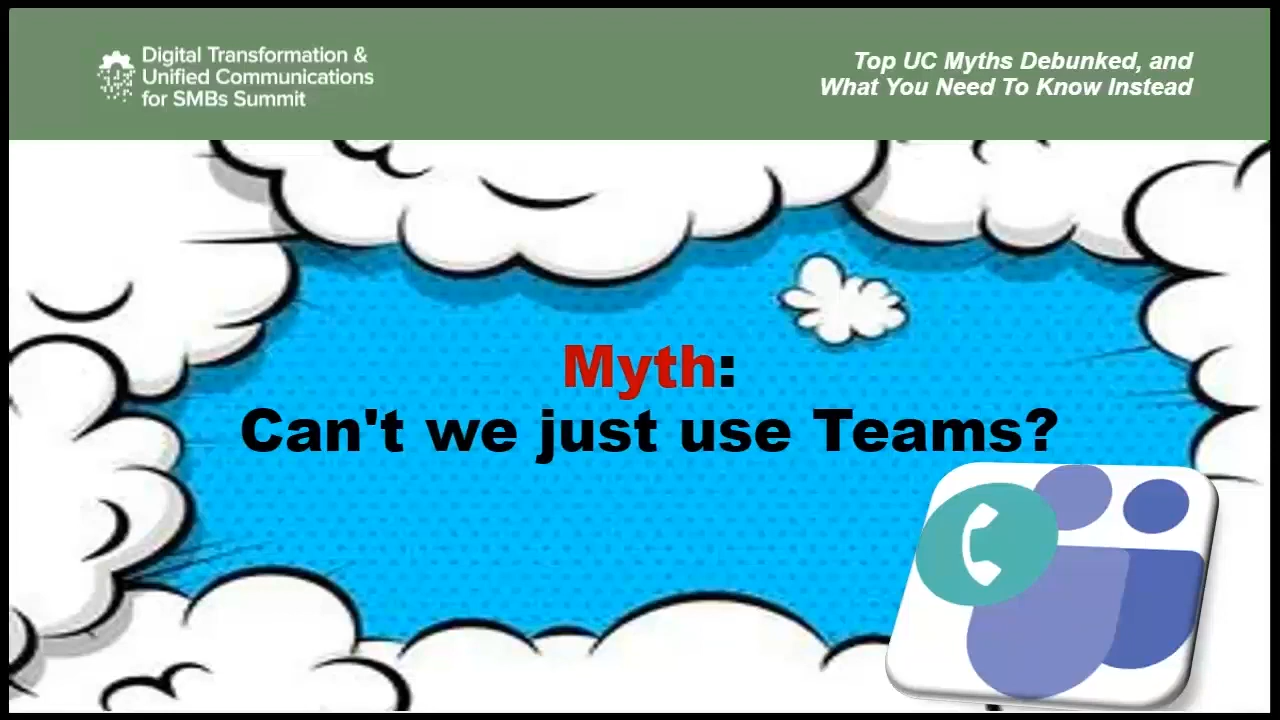 Digital Transformation &
Unified Communications
for SMBs Summit
Top UC Myths Debunked, and
What You Need To Know Instead
Myth:
Can't we just use Teams?